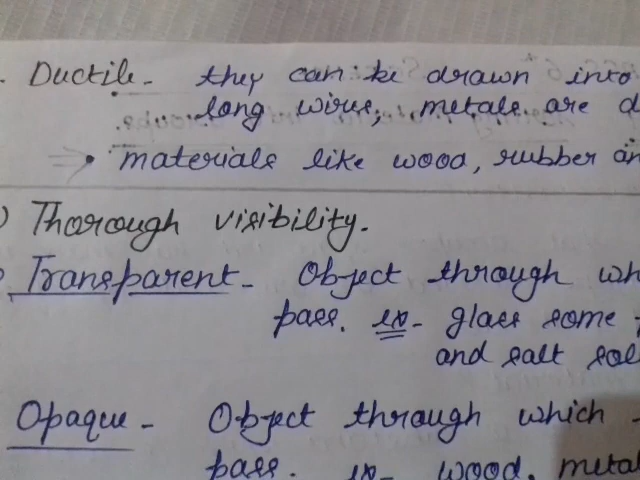 . Ductile - they can be drawn into
long wires, metals are d
• materials like wood, rubber an
) Thorough visibility.
Transparent - Object through wh
pass. ex - glass some
and salt sol
Opaque - Object through which
pass. ex - wood, metal